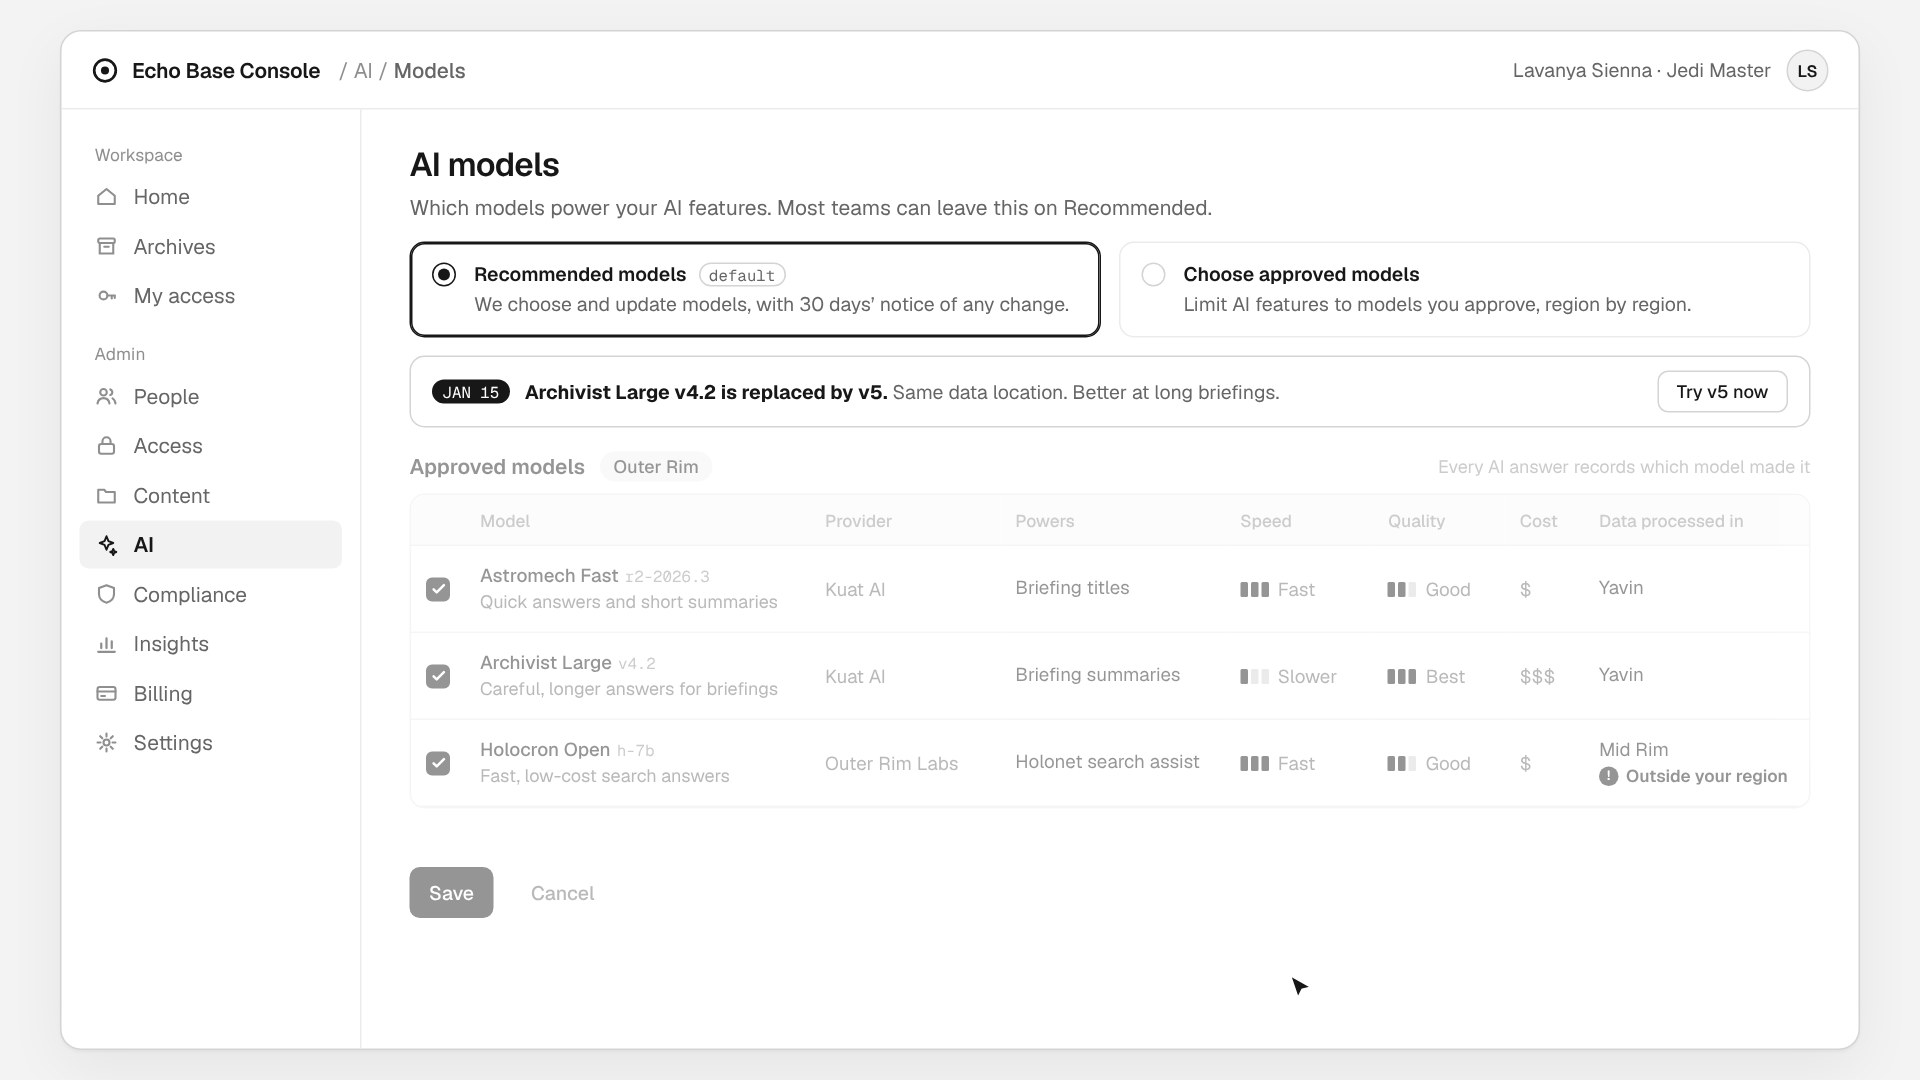 Echo Base Console / AI / Models
Lavanya Sienna · Jedi Master LS
Workspace
Home
Archives
My access
Admin
People
Access
Content
AI
Compliance
Insights
Billing
Settings
AI models
Which models power your AI features. Most teams can leave this on Recommended.
Recommended models default
We choose and update models, with 30 days’ notice of any change.
Choose approved models
Limit AI features to models you approve, region by region.
JAN 15 Archivist Large v4.2 is replaced by v5. Same data location. Better at long briefings.
Try v5 now
Approved models Outer Rim
Every AI answer records which model made it
Model Provider Powers Speed Quality Cost Data processed in
Astromech Fast r2-2026.3
Quick answers and short summaries
Kuat AI
Briefing titles
Fast
Good
$
Yavin
Archivist Large v4.2
Careful, longer answers for briefings
Kuat AI
Briefing summaries
Slower
Best
$$$
Yavin
Holocron Open h-7b
Fast, low-cost search answers
Outer Rim Labs
Holonet search assist
Fast
Good
$
Mid Rim
! Outside your region
Save
Cancel